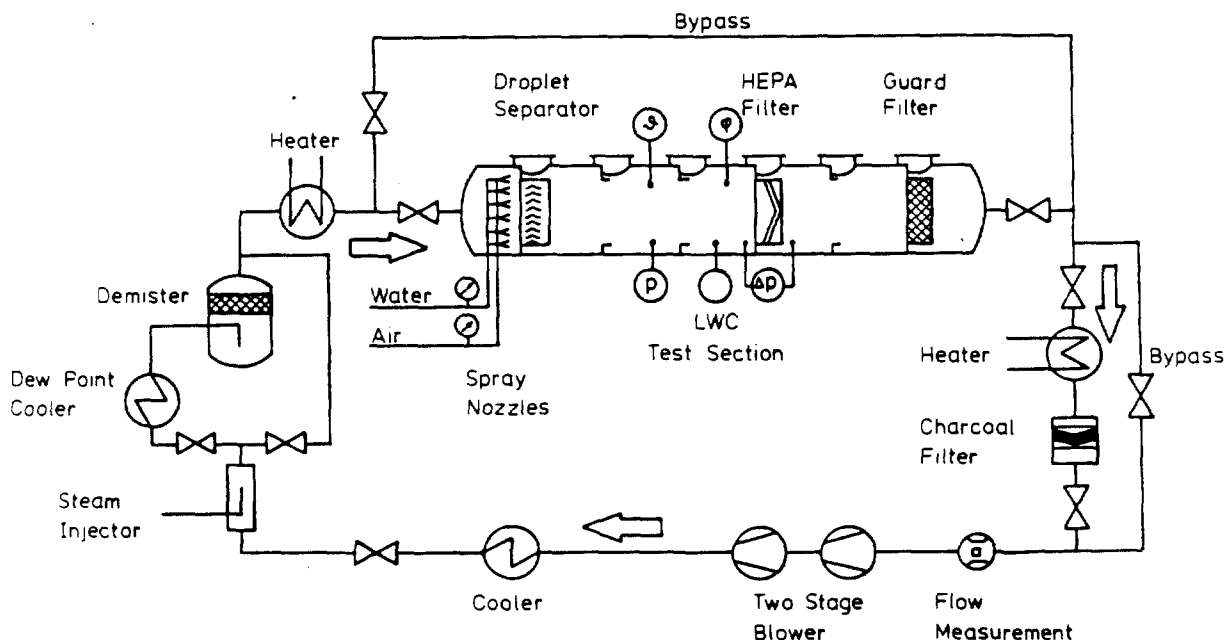 Bypass
Droplet
Separator
HEPA
Filter
Guard
Filter
Heater
ϑ
φ
Demister
Water
Air
p
Δp
LWC
Test Section
Heater
Bypass
Dew Point
Cooler
Spray
Nozzles
Charcoal
Filter
Steam
Injector
Cooler
Two Stage
Blower
Flow
Measurement